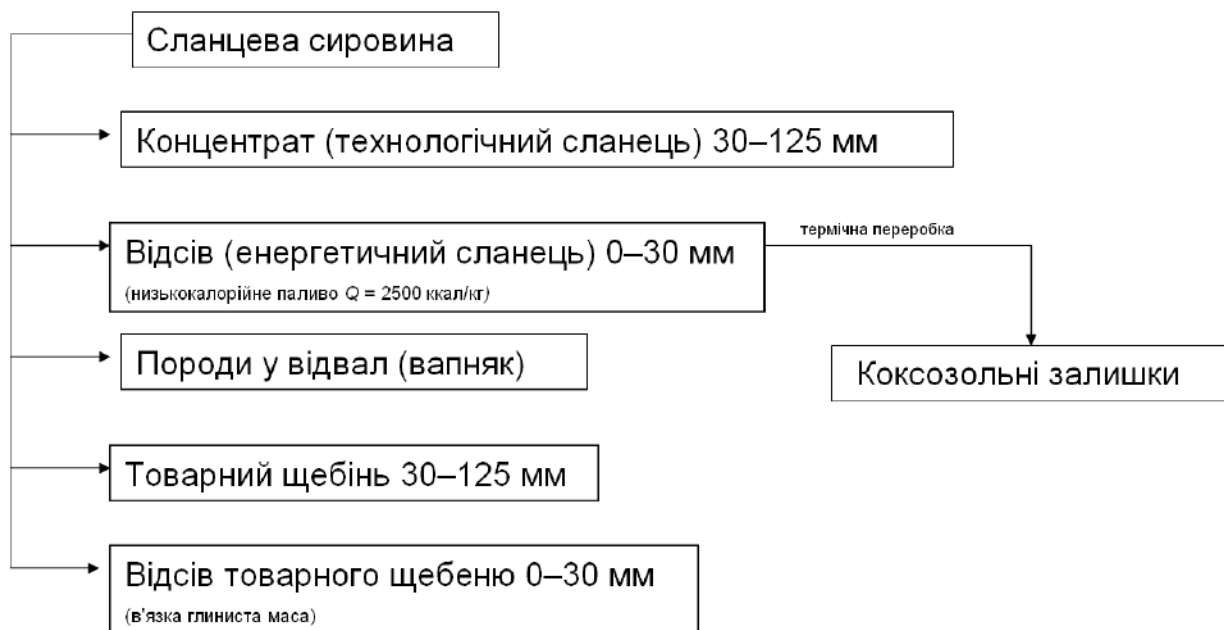 Сланцева сировина
Концентрат (технологічний сланець) 30–125 мм
Відсів (енергетичний сланець) 0–30 мм
(низькокалорійне паливо Q = 2500 ккал/кг)
термічна переробка
Породи у відвал (вапняк)
Коксозольні залишки
Товарний щебінь 30–125 мм
Відсів товарного щебеню 0–30 мм
(в'язка глиниста маса)